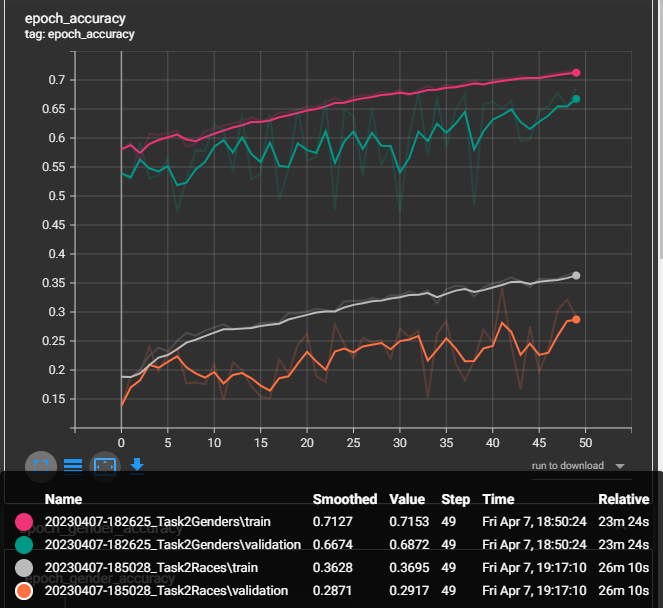 epoch_accuracy
tag: epoch_accuracy
0.7
0.65
0.6
0.55
0.5
0.45
0.4
0.35
0.3
0.25
0.2
0.15
0 5 10 15 20 25 30 35 40 45 50
run to download
Name Smoothed Value Step Time Relative
20230407-182625_Task2Genders\train 0.7127 0.7153 49 Fri Apr 7, 18:50:24 23m 24s
epoch_gender_accuracy
20230407-182625_Task2Genders\validation 0.6674 0.6872 49 Fri Apr 7, 18:50:24 23m 24s
20230407-185028_Task2Races\train 0.3628 0.3695 49 Fri Apr 7, 19:17:10 26m 10s
epoch_gender_accuracy
20230407-185028_Task2Races\validation 0.2871 0.2917 49 Fri Apr 7, 19:17:10 26m 10s